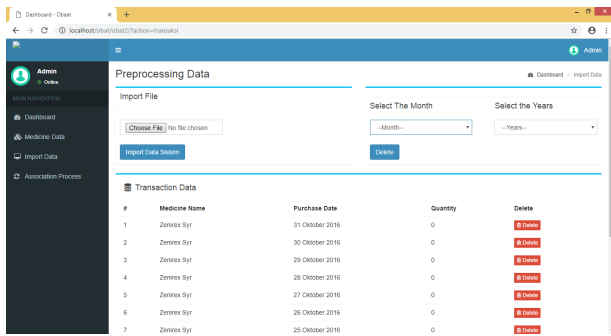 Dashboard - Obaat
localhost/obat/obat2/?action=transaksi
Admin
Admin
Online
MAIN NAVIGATION
Dashboard
Medicine Data
Import Data
Association Process
Preprocessing Data
Dashboard > Import Data
Import File
Choose File No file chosen
Import Data Sistem
Select The Month
Select the Years
--Month--
--Years--
Delete
Transaction Data
# Medicine Name Purchase Date Quantity Delete
1 Zenirex Syr 31 Oktober 2016 0 Delete
2 Zenirex Syr 30 Oktober 2016 0 Delete
3 Zenirex Syr 29 Oktober 2016 0 Delete
4 Zenirex Syr 28 Oktober 2016 0 Delete
5 Zenirex Syr 27 Oktober 2016 0 Delete
6 Zenirex Syr 26 Oktober 2016 0 Delete
7 Zenirex Syr 25 Oktober 2016 0 Delete